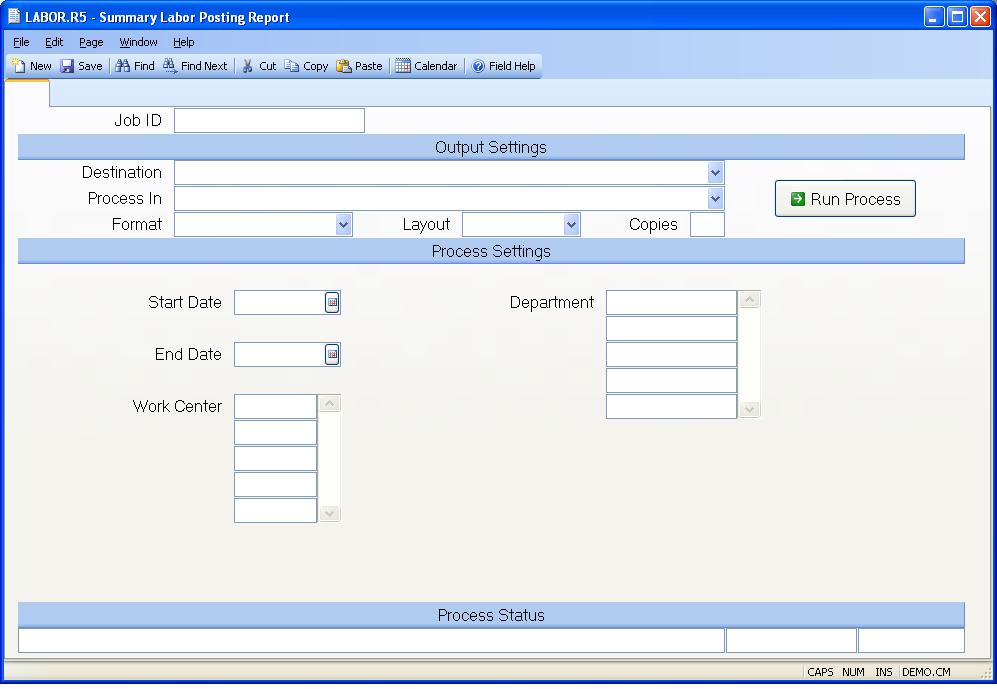 LABOR.R5 - Summary Labor Posting Report
File Edit Page Window Help
New Save Find Find Next Cut Copy Paste Calendar Field Help
Job ID
Output Settings
Destination
Process In
Run Process
Format Layout Copies
Process Settings
Start Date Department
End Date
Work Center
Process Status
CAPS NUM INS DEMO.CM